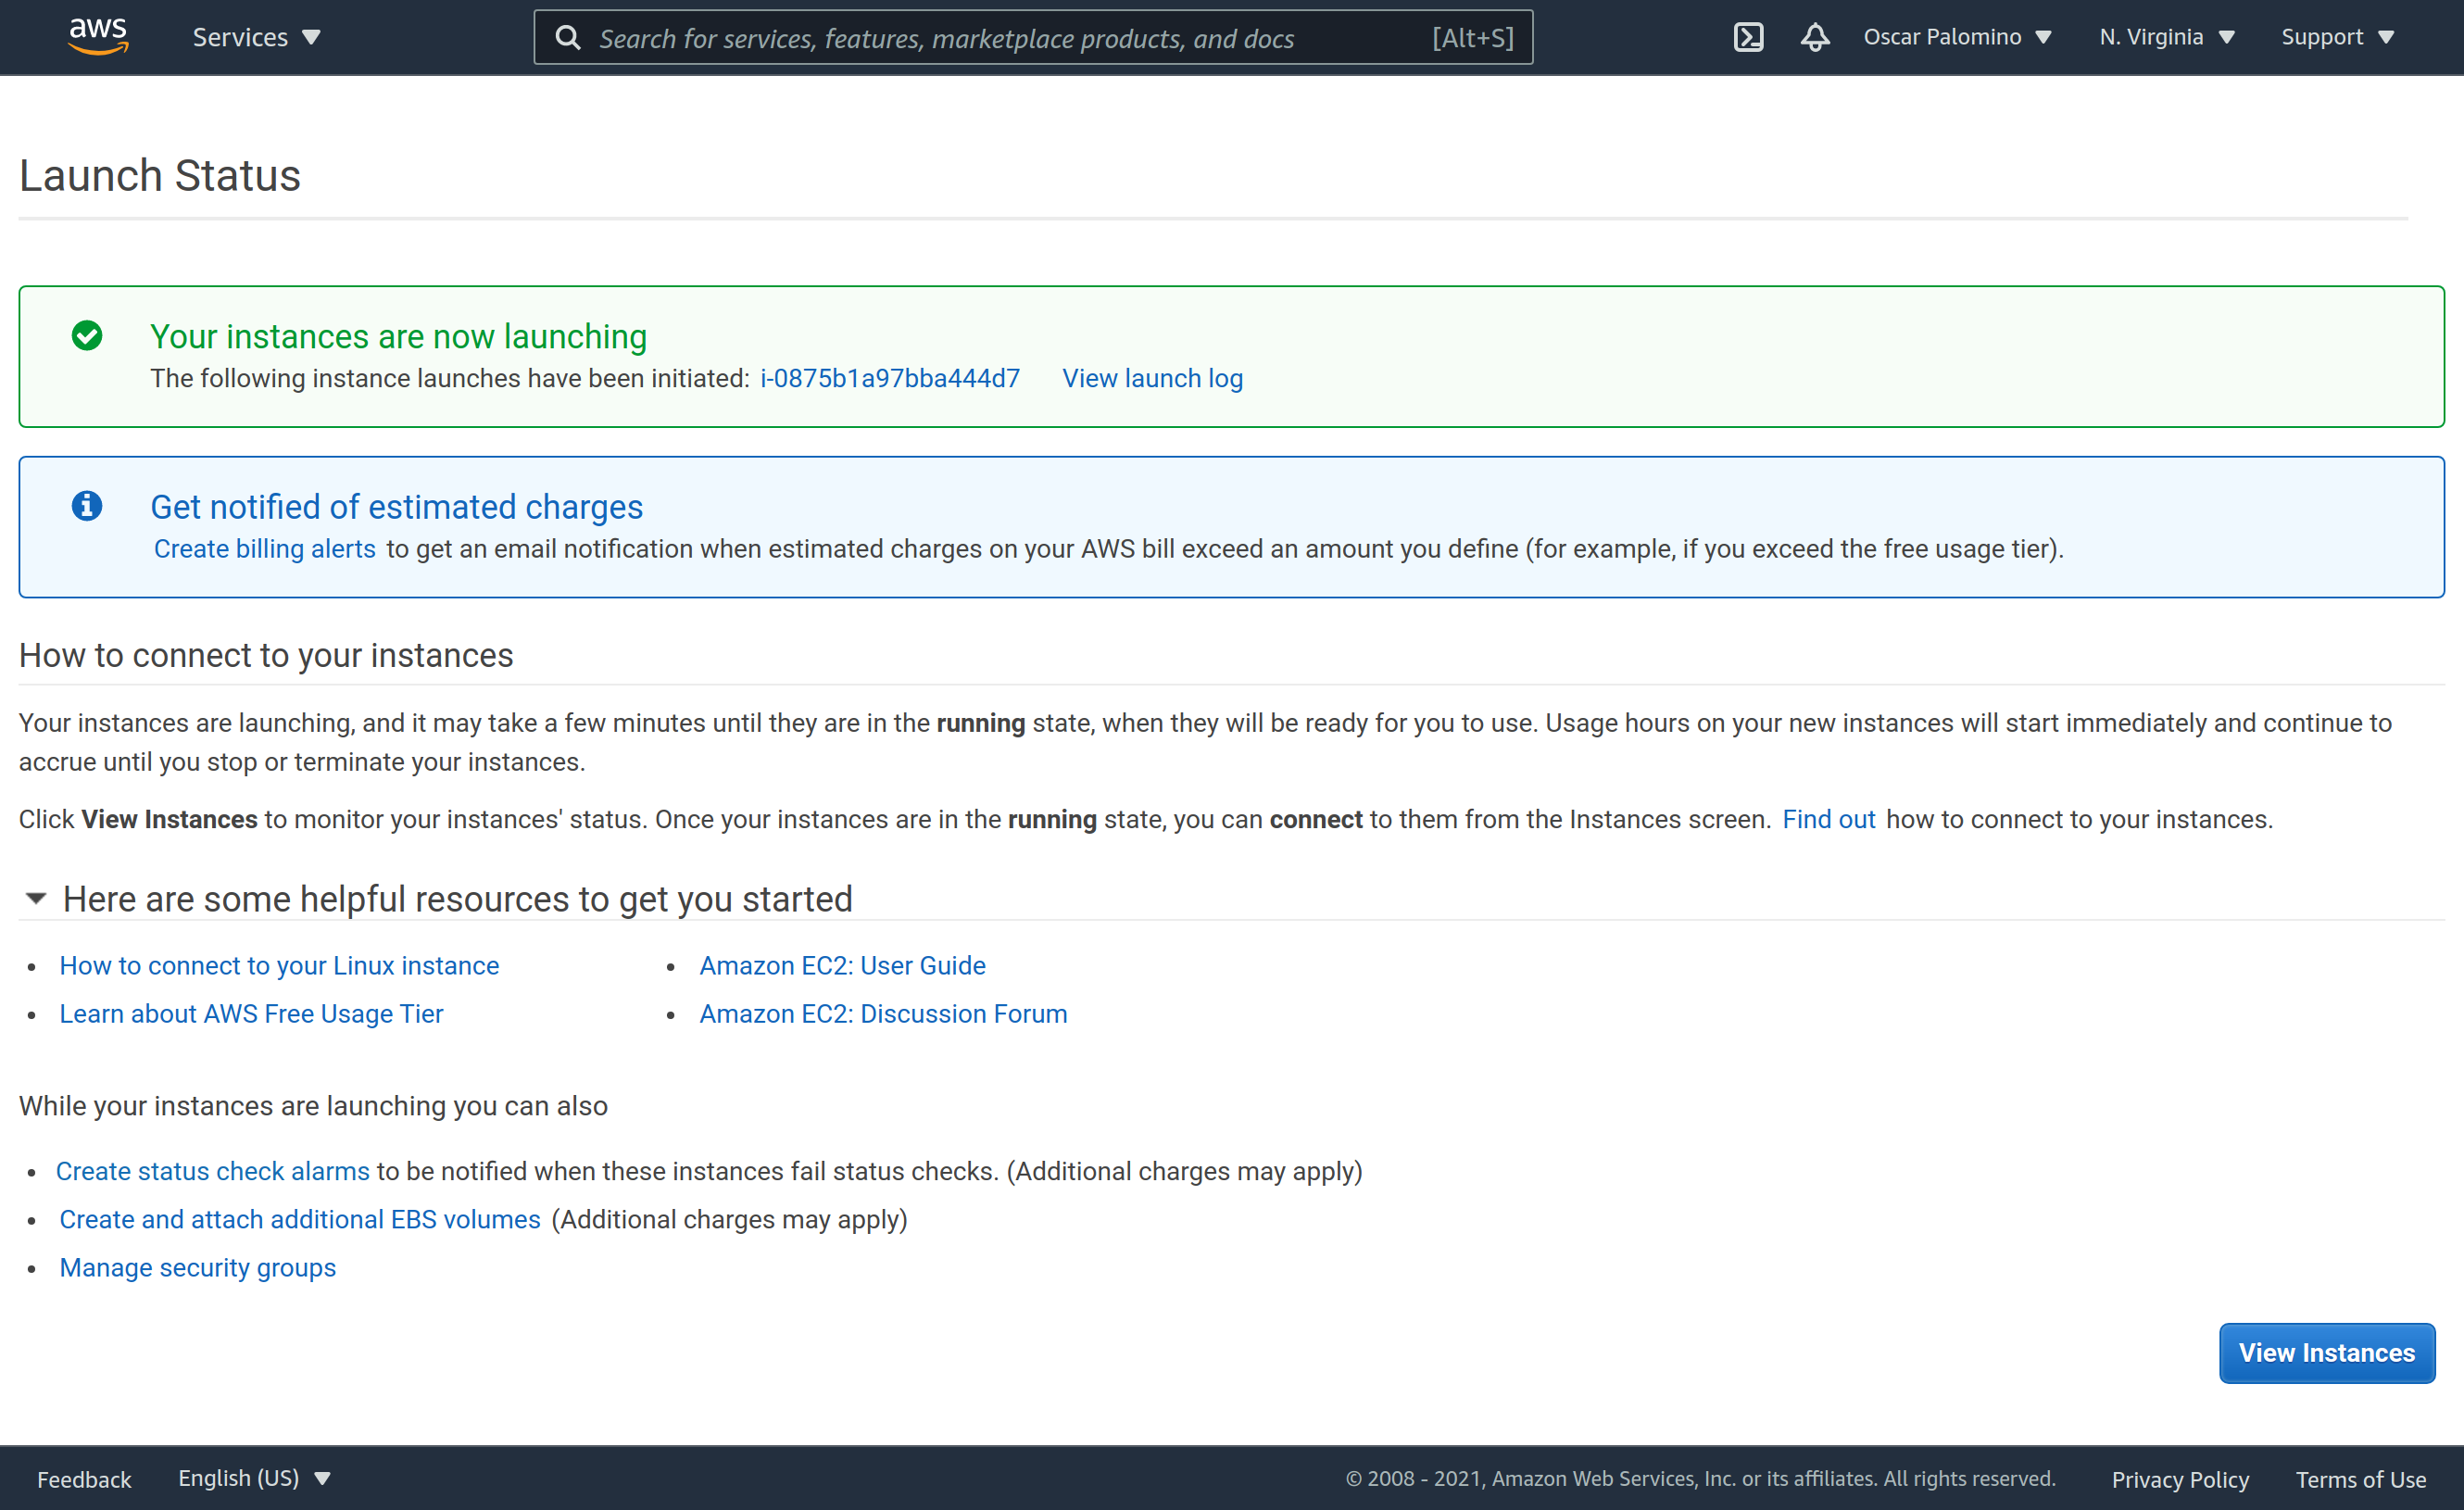 aws
Services
Search for services, features, marketplace products, and docs
[Alt+S]
Oscar Palomino
N. Virginia
Support
Launch Status
Your instances are now launching
The following instance launches have been initiated: i-0875b1a97bba444d7 View launch log
Get notified of estimated charges
Create billing alerts to get an email notification when estimated charges on your AWS bill exceed an amount you define (for example, if you exceed the free usage tier).
How to connect to your instances
Your instances are launching, and it may take a few minutes until they are in the running state, when they will be ready for you to use. Usage hours on your new instances will start immediately and continue to
accrue until you stop or terminate your instances.
Click View Instances to monitor your instances' status. Once your instances are in the running state, you can connect to them from the Instances screen. Find out how to connect to your instances.
Here are some helpful resources to get you started
How to connect to your Linux instance
Learn about AWS Free Usage Tier
Amazon EC2: User Guide
Amazon EC2: Discussion Forum
While your instances are launching you can also
Create status check alarms to be notified when these instances fail status checks. (Additional charges may apply)
Create and attach additional EBS volumes (Additional charges may apply)
Manage security groups
View Instances
Feedback
English (US)
© 2008 - 2021, Amazon Web Services, Inc. or its affiliates. All rights reserved.
Privacy Policy
Terms of Use